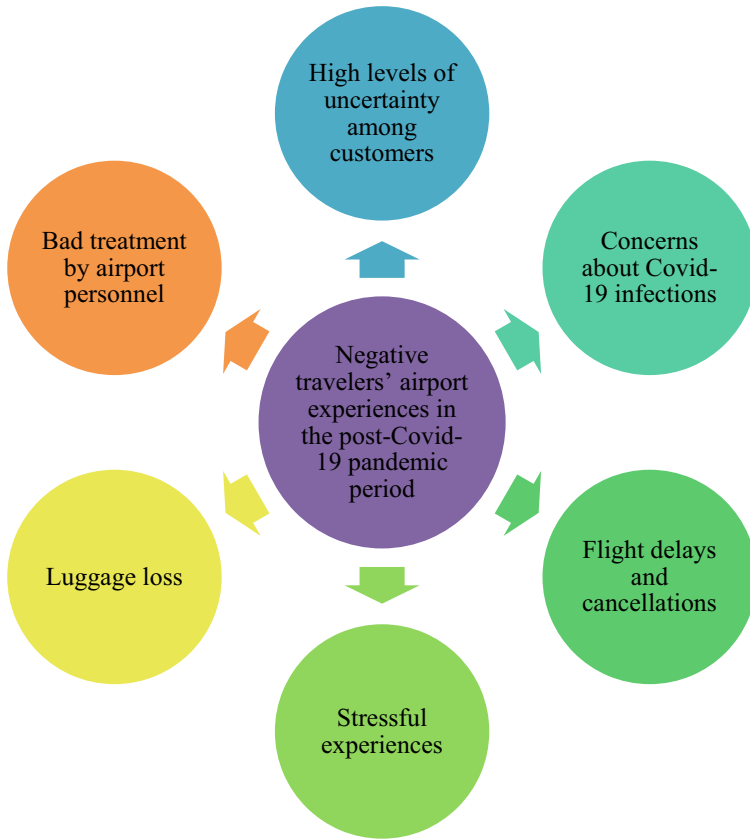 High levels of
uncertainty
among
customers
Concerns
about Covid-
19 infections
Flight delays
and
cancellations
Stressful
experiences
Luggage loss
Bad treatment
by airport
personnel
Negative
travelers’ airport
experiences in
the post-Covid-
19 pandemic
period